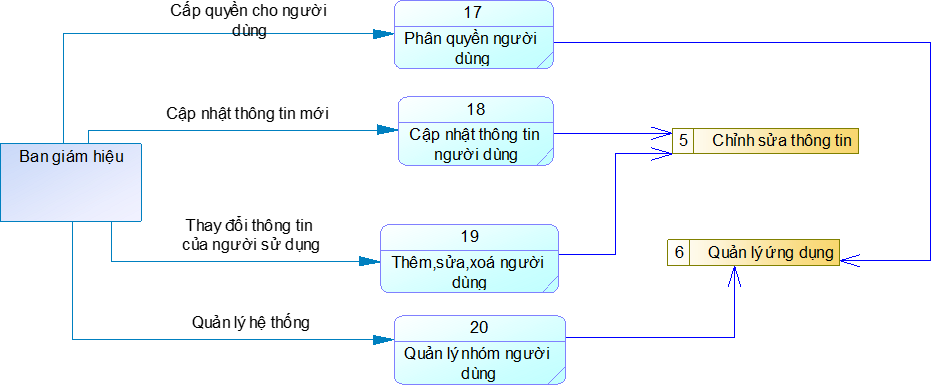 Cấp quyền cho người
dùng
17
Phân quyền người
dùng
Cập nhật thông tin mới
18
Cập nhật thông tin
người dùng
5 Chỉnh sửa thông tin
Ban giám hiệu
Thay đổi thông tin
của người sử dụng
19
Thêm,sửa,xoá người
dùng
6 Quản lý ứng dụng
Quản lý hệ thống
20
Quản lý nhóm người
dùng